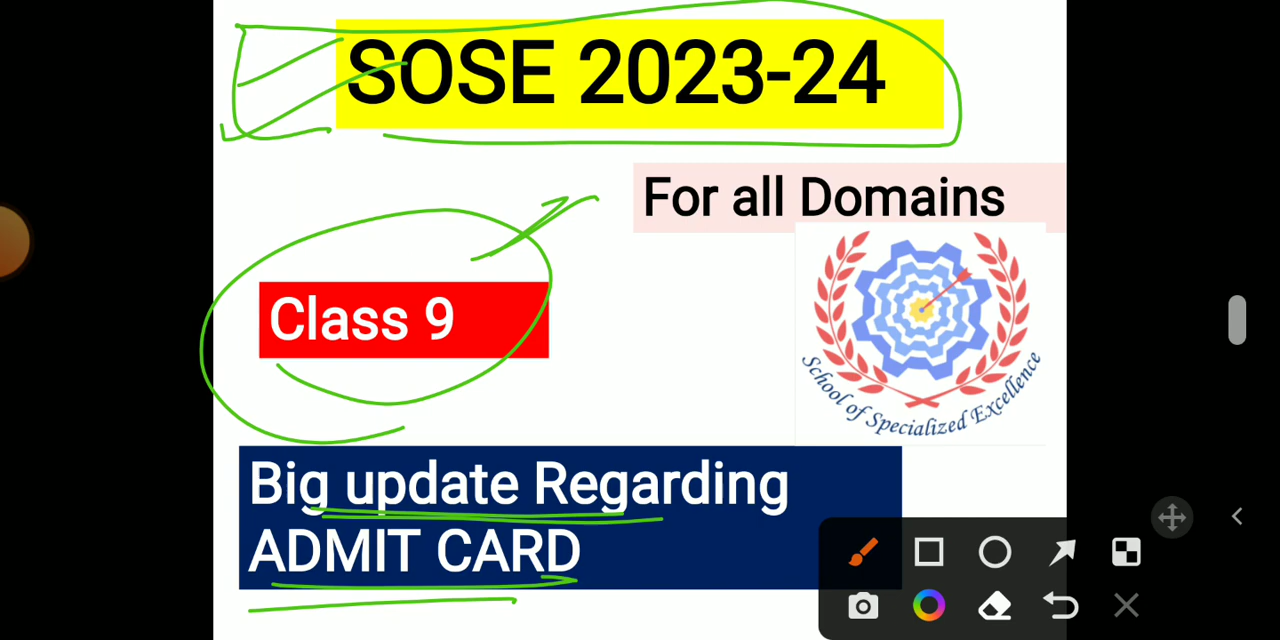 SOSE 2023-24
For all Domains
Class 9
School of Specialized Excellence
Big update Regarding
ADMIT CARD